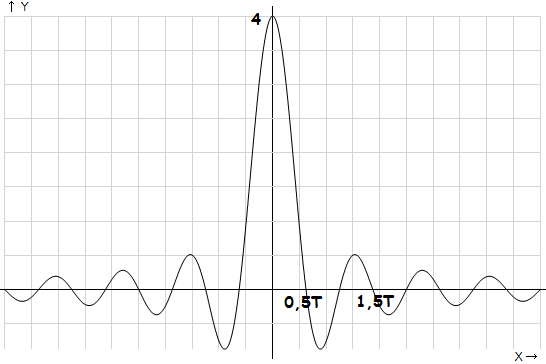 ↑ Y
4
0,5T 1,5T
X →